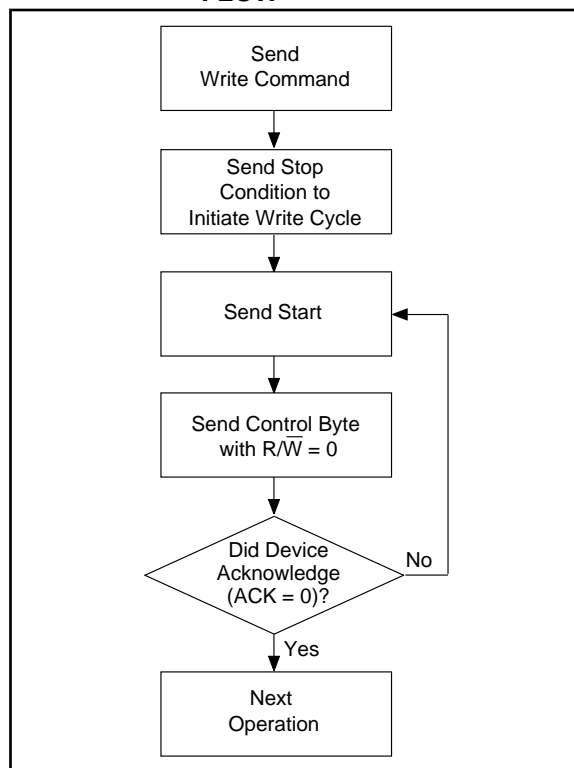 Send
Write Command
Send Stop
Condition to
Initiate Write Cycle
Send Start
Send Control Byte
with R/W̅ = 0
Did Device
Acknowledge
(ACK = 0)?
No
Yes
Next
Operation